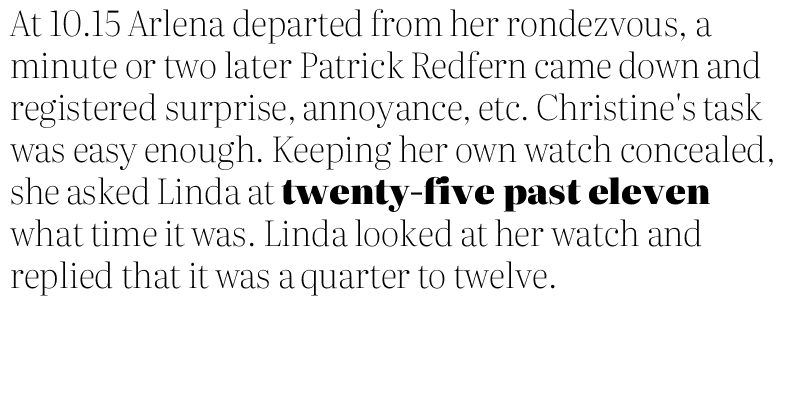 At 10.15 Arlena departed from her rondezvous, a
minute or two later Patrick Redfern came down and
registered surprise, annoyance, etc. Christine's task
was easy enough. Keeping her own watch concealed,
she asked Linda at twenty-five past eleven
what time it was. Linda looked at her watch and
replied that it was a quarter to twelve.